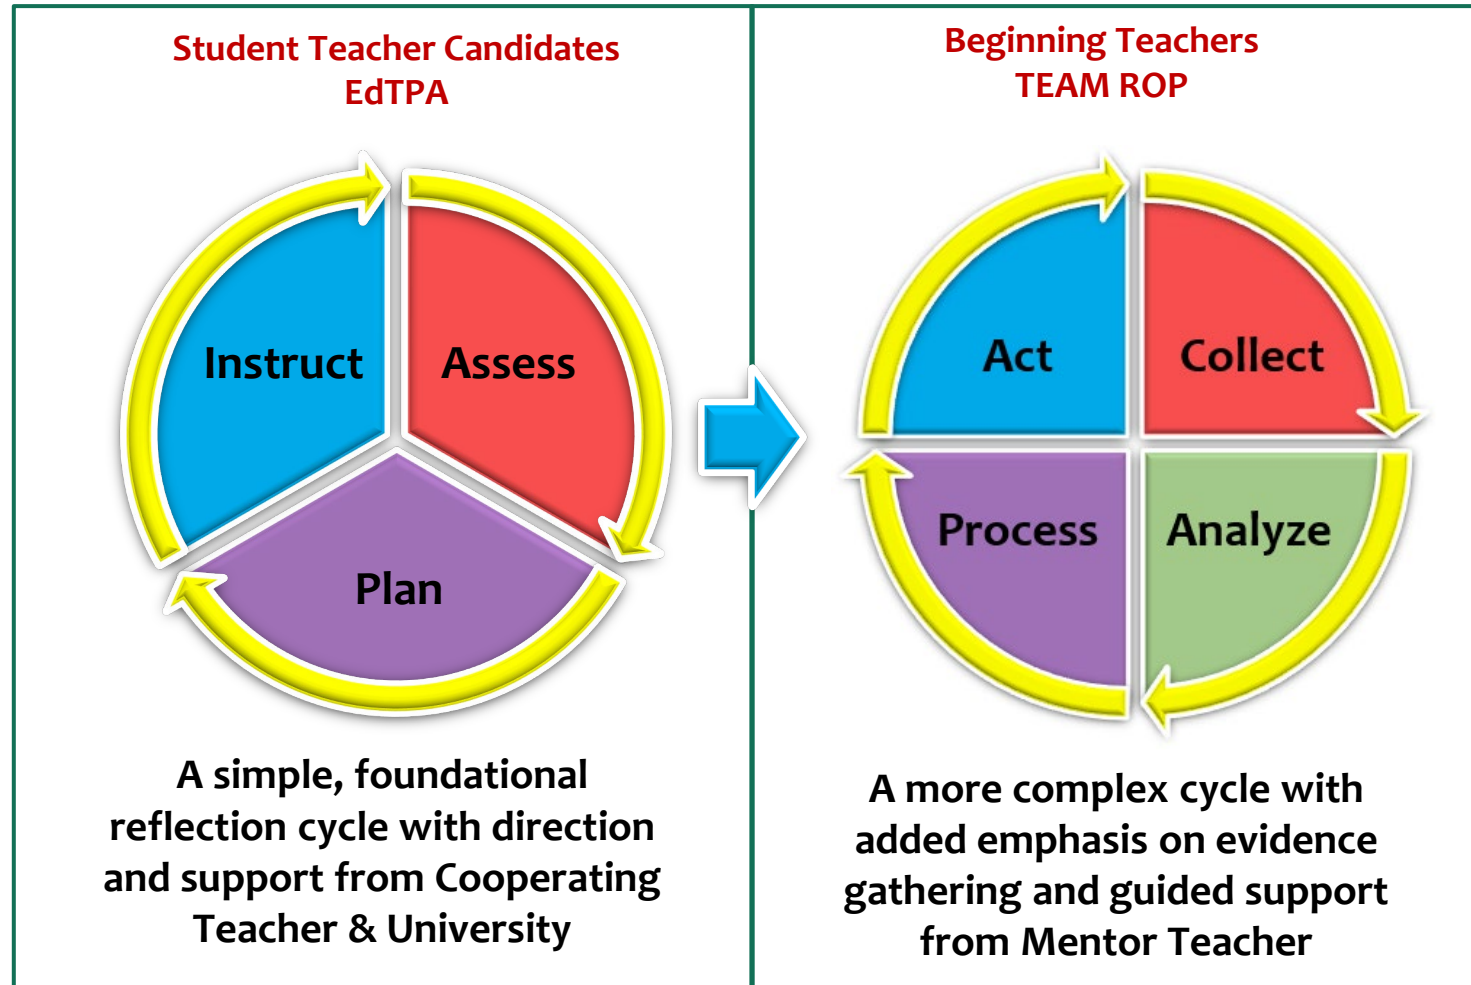 Student Teacher Candidates
EdTPA
Instruct
Assess
Plan
A simple, foundational
reflection cycle with direction
and support from Cooperating
Teacher & University
Beginning Teachers
TEAM ROP
Act
Collect
Process
Analyze
A more complex cycle with
added emphasis on evidence
gathering and guided support
from Mentor Teacher